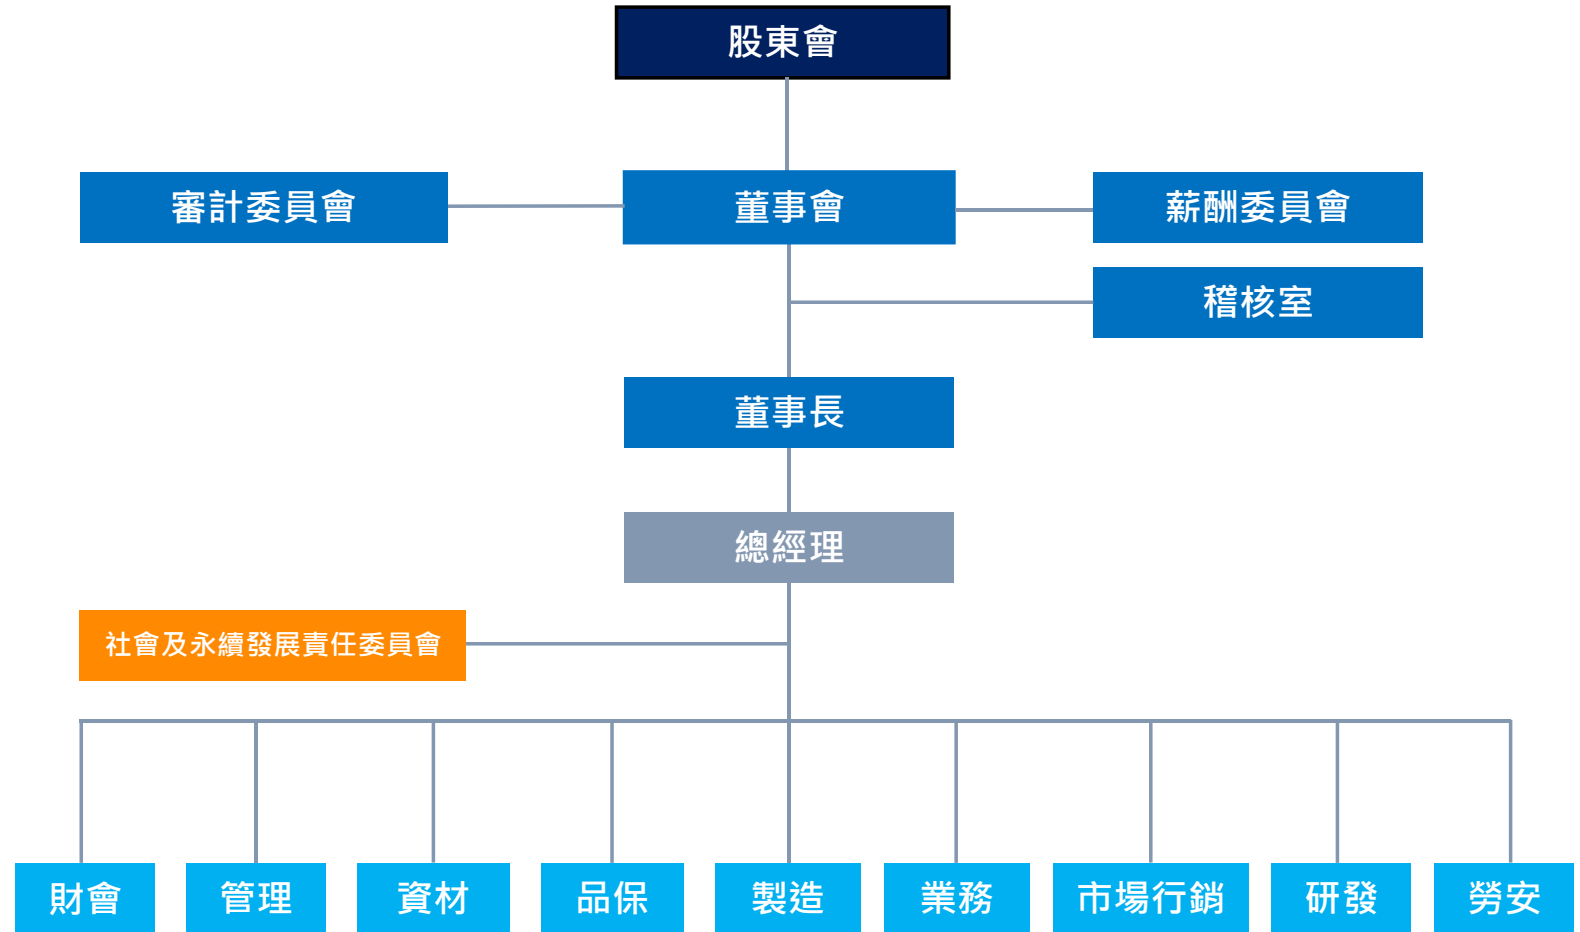 股東會
審計委員會
董事會
薪酬委員會
稽核室
董事長
總經理
社會及永續發展責任委員會
財會
管理
資材
品保
製造
業務
市場行銷
研發
勞安